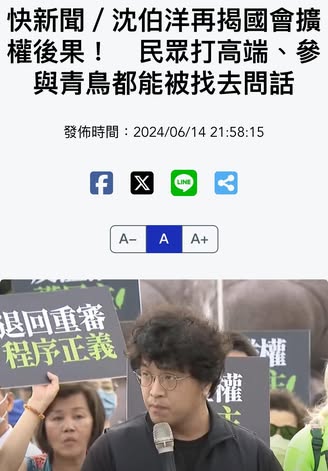 快新聞／沈伯洋再揭國會擴
權後果！　民眾打高端、參
與青鳥都能被找去問話
發佈時間：2024/06/14 21:58:15
f X LINE
A− A A+
退回重審
程序正義
權